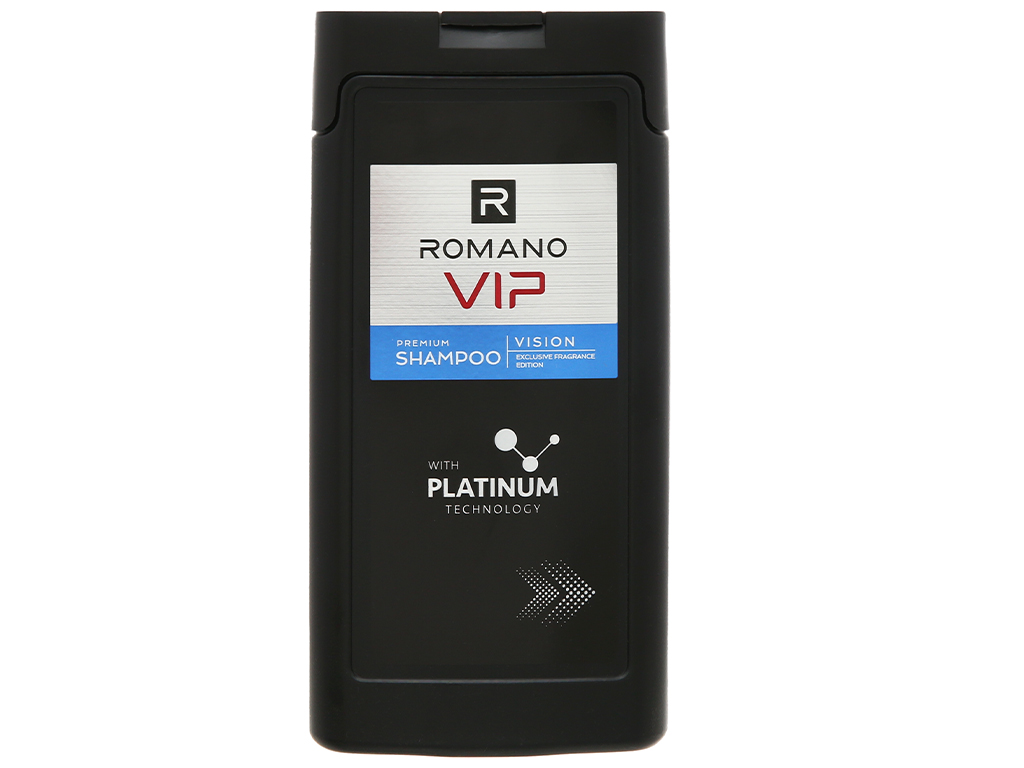 R
ROMANO
VIP
PREMIUM
SHAMPOO
VISION
EXCLUSIVE FRAGRANCE
EDITION
WITH
PLATINUM
TECHNOLOGY